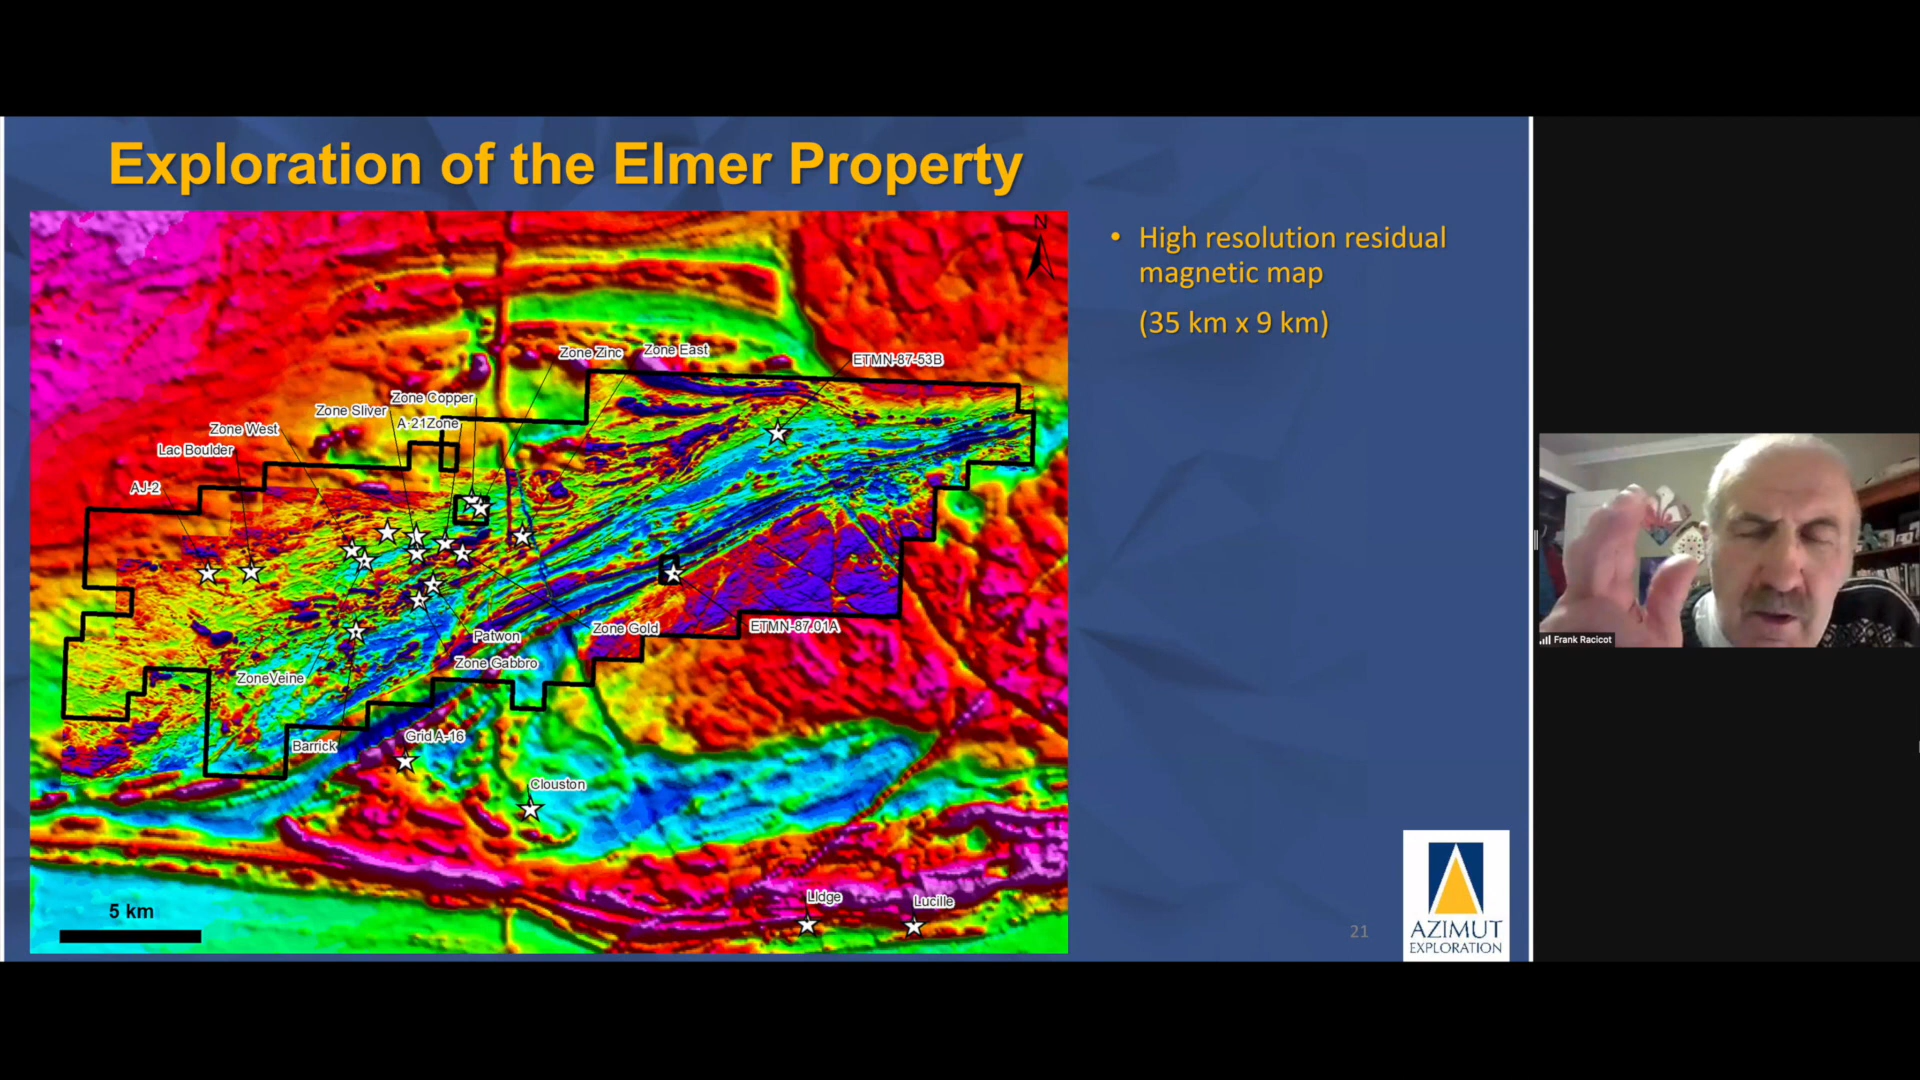 Exploration of the Elmer Property
• High resolution residual
magnetic map
(35 km x 9 km)
N
Zone Zinc
Zone East
ETMN-87-53B
Zone Copper
Zone Sliver
A-21Zone
Zone West
Lac Boulder
AJ-2
Patwon
Zone Gold
ETMN-87.01A
Zone Gabbro
ZoneVeine
Grid A-16
Barrick
Clouston
Lidge
Lucille
5 km
21
AZIMUT
EXPLORATION
Frank Racicot